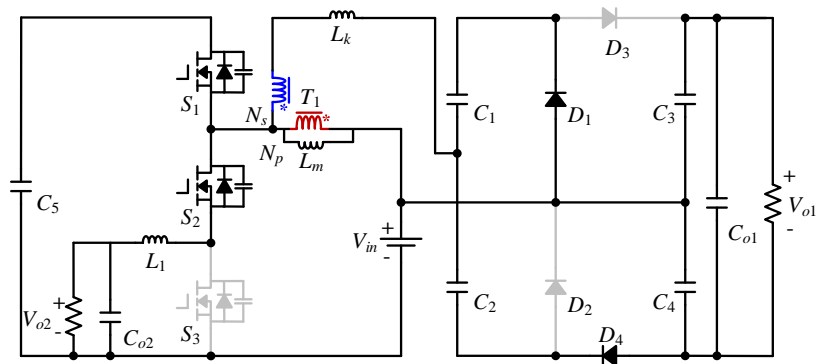 L_k
D_3
S_1
T_1
*
*
N_s
C_1
D_1
C_3
N_p
L_m
C_5
S_2
+
V_in
-
+
V_o1
-
C_o1
L_1
+
V_o2
-
C_o2
S_3
C_2
D_2
C_4
D_4